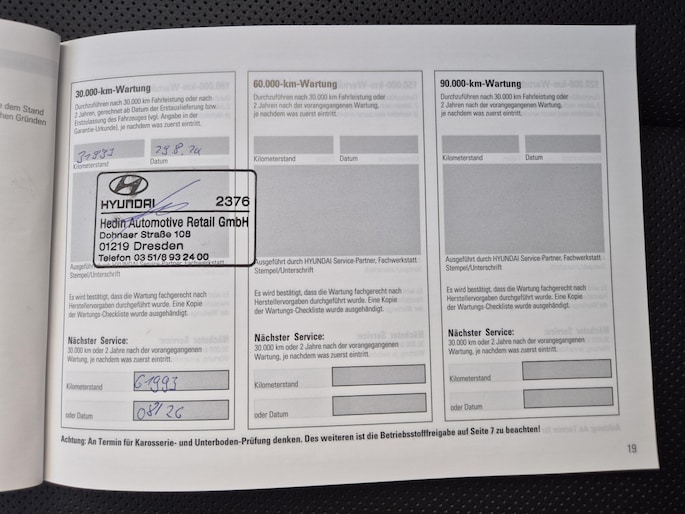 e dem Stand
chen Gründen
30.000-km-Wartung
Durchzuführen nach 30.000 km Fahrleistung oder nach
2 Jahren, gerechnet ab Datum der Erstauslieferung bzw.
Erstzulassung des Fahrzeuges (vgl. Angabe in der
Garantie-Urkunde), je nachdem was zuerst eintritt.
31993
29.8.24
Kilometerstand
Datum
HYUNDAI 2376
Hedin Automotive Retail GmbH
Dohnaer Straße 108
01219 Dresden
Telefon 03 51/8 93 24 00
Ausgeführt durch HYUNDAI Service-Partner, Fachwerkstatt
Stempel/Unterschrift
Es wird bestätigt, dass die Wartung fachgerecht nach
Herstellervorgaben durchgeführt wurde. Eine Kopie
der Wartungs-Checkliste wurde ausgehändigt.
Nächster Service:
30.000 km oder 2 Jahre nach der vorangegangenen
Wartung, je nachdem was zuerst eintritt.
Kilometerstand
61993
oder Datum
08/26
60.000-km-Wartung
Durchzuführen nach 30.000 km Fahrleistung oder
2 Jahren nach der vorangegangenen Wartung,
je nachdem was zuerst eintritt.
Kilometerstand
Datum
Ausgeführt durch HYUNDAI Service-Partner, Fachwerkstatt
Stempel/Unterschrift
Es wird bestätigt, dass die Wartung fachgerecht nach
Herstellervorgaben durchgeführt wurde. Eine Kopie
der Wartungs-Checkliste wurde ausgehändigt.
Nächster Service:
30.000 km oder 2 Jahre nach der vorangegangenen
Wartung, je nachdem was zuerst eintritt.
Kilometerstand
oder Datum
90.000-km-Wartung
Durchzuführen nach 30.000 km Fahrleistung oder
2 Jahren nach der vorangegangenen Wartung,
je nachdem was zuerst eintritt.
Kilometerstand
Datum
Ausgeführt durch HYUNDAI Service-Partner, Fachwerkstatt
Stempel/Unterschrift
Es wird bestätigt, dass die Wartung fachgerecht nach
Herstellervorgaben durchgeführt wurde. Eine Kopie
der Wartungs-Checkliste wurde ausgehändigt.
Nächster Service:
30.000 km oder 2 Jahre nach der vorangegangenen
Wartung, je nachdem was zuerst eintritt.
Kilometerstand
oder Datum
Achtung: An Termin für Karosserie- und Unterboden-Prüfung denken. Des weiteren ist die Betriebsstofffreigabe auf Seite 7 zu beachten!
19